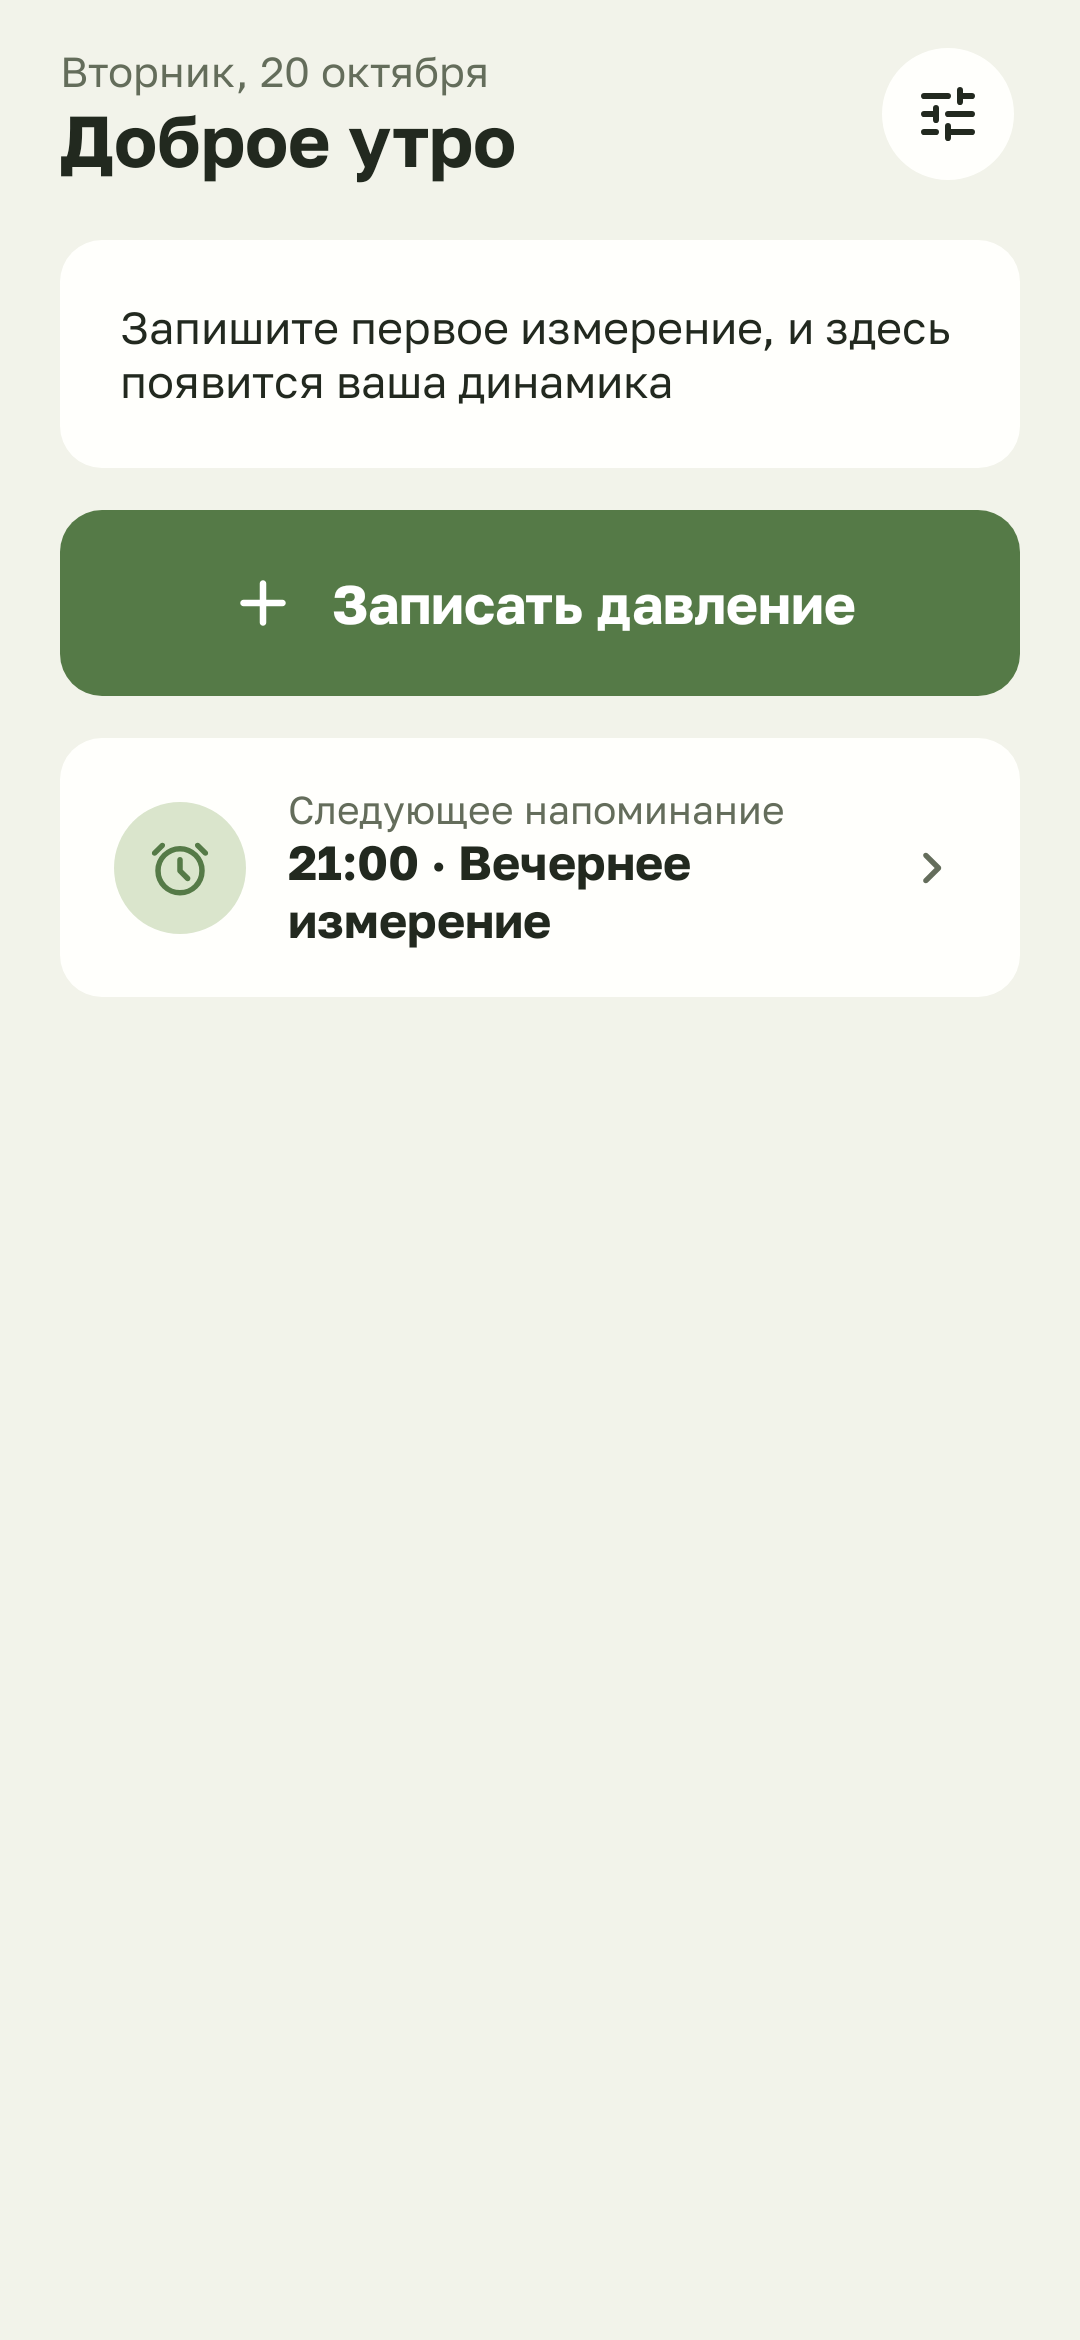 Вторник, 20 октября
Доброе утро
Запишите первое измерение, и здесь
появится ваша динамика
Записать давление
Следующее напоминание
21:00 · Вечернее
измерение